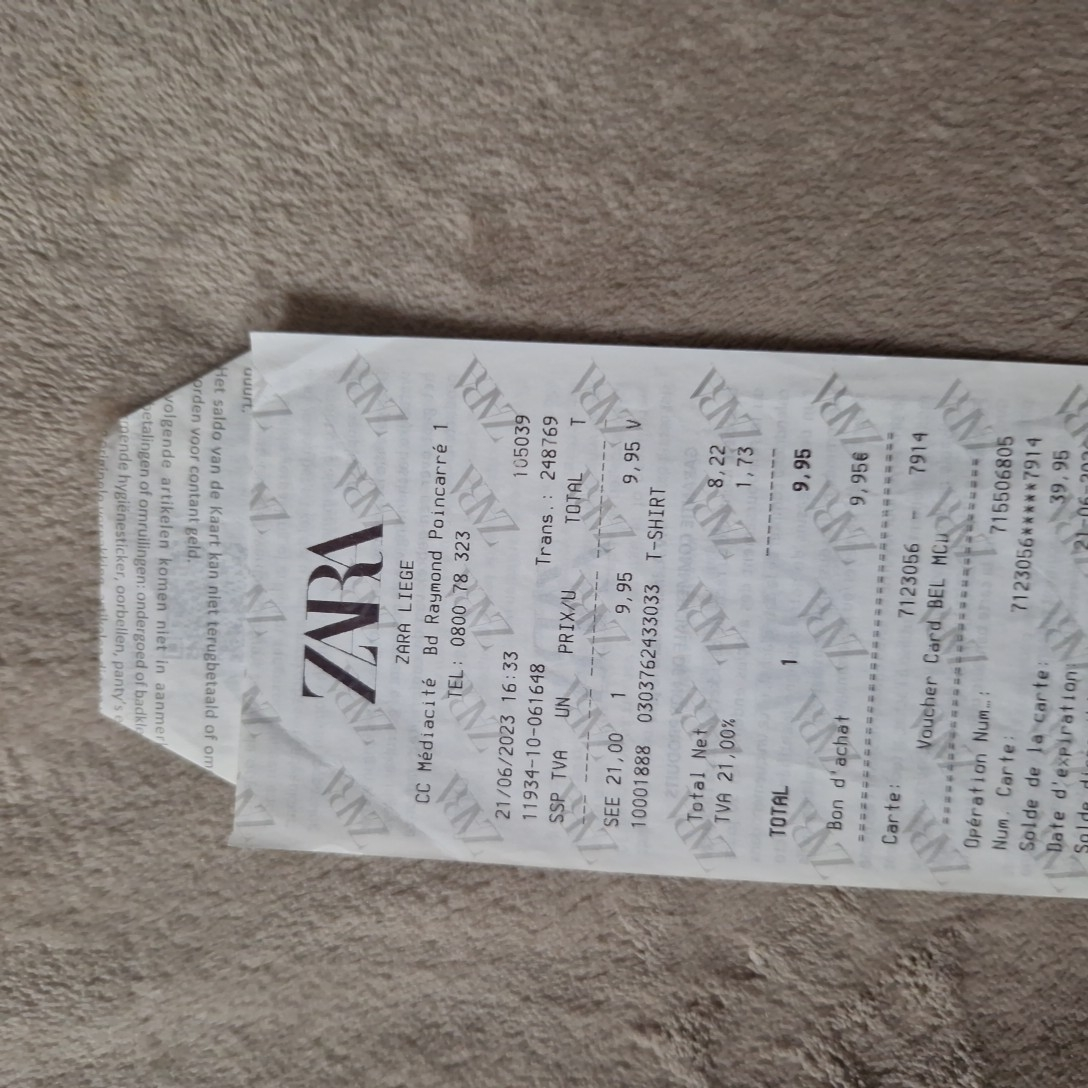 ZARA
ZARA LIEGE
CC Médiacité Bd Raymond Poincarré 1
TEL: 0800 78 323
21/06/2023 16:33 105039
11934-10-061648 Trans.: 248769
SSP TVA UN PRIX/U TOTAL T
SEE 21,00 1 9,95 9,95 V
10001888 0303762433033 T-SHIRT
Total Net 8,22
TVA 21,00% 1,73
TOTAL 1 9,95
Bon d'achat 9,95€
Carte: 7123056 - 7914
Voucher Card BEL MCU
Opération Num.: 715506805
Num. Carte: 7123056*****7914
Solde de la carte: 39,95
Date d'expiration:
Solde
uurt.
Het saldo van de Kaart kan niet terugbetaald of om
orden voor contant geld.
volgende artikelen komen niet in aanmer
betalingen of omruilingen: ondergoed of badkl
hygiënesticker, oorbellen, panty's